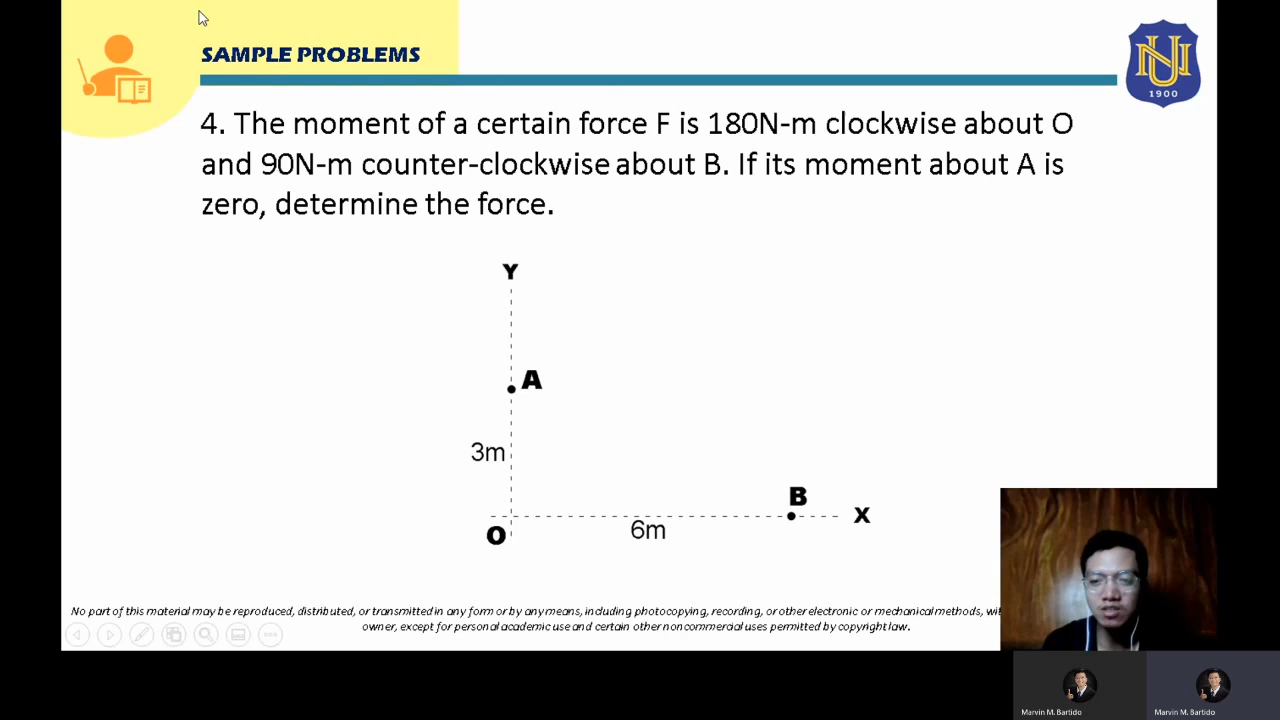 SAMPLE PROBLEMS
NU
1900
4. The moment of a certain force F is 180N-m clockwise about O
and 90N-m counter-clockwise about B. If its moment about A is
zero, determine the force.
Y
A
3m
B
X
O
6m
No part of this material may be reproduced, distributed, or transmitted in any form or by any means, including photocopying, recording, or other electronic or mechanical methods,
owner, except for personal academic use and certain other noncommercial uses permitted by copyright law.
Marvin M. Bartido
Marvin M. Bartido